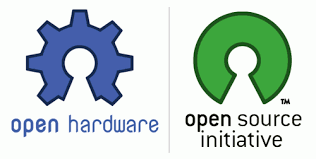 open hardware
TM
open source
initiative